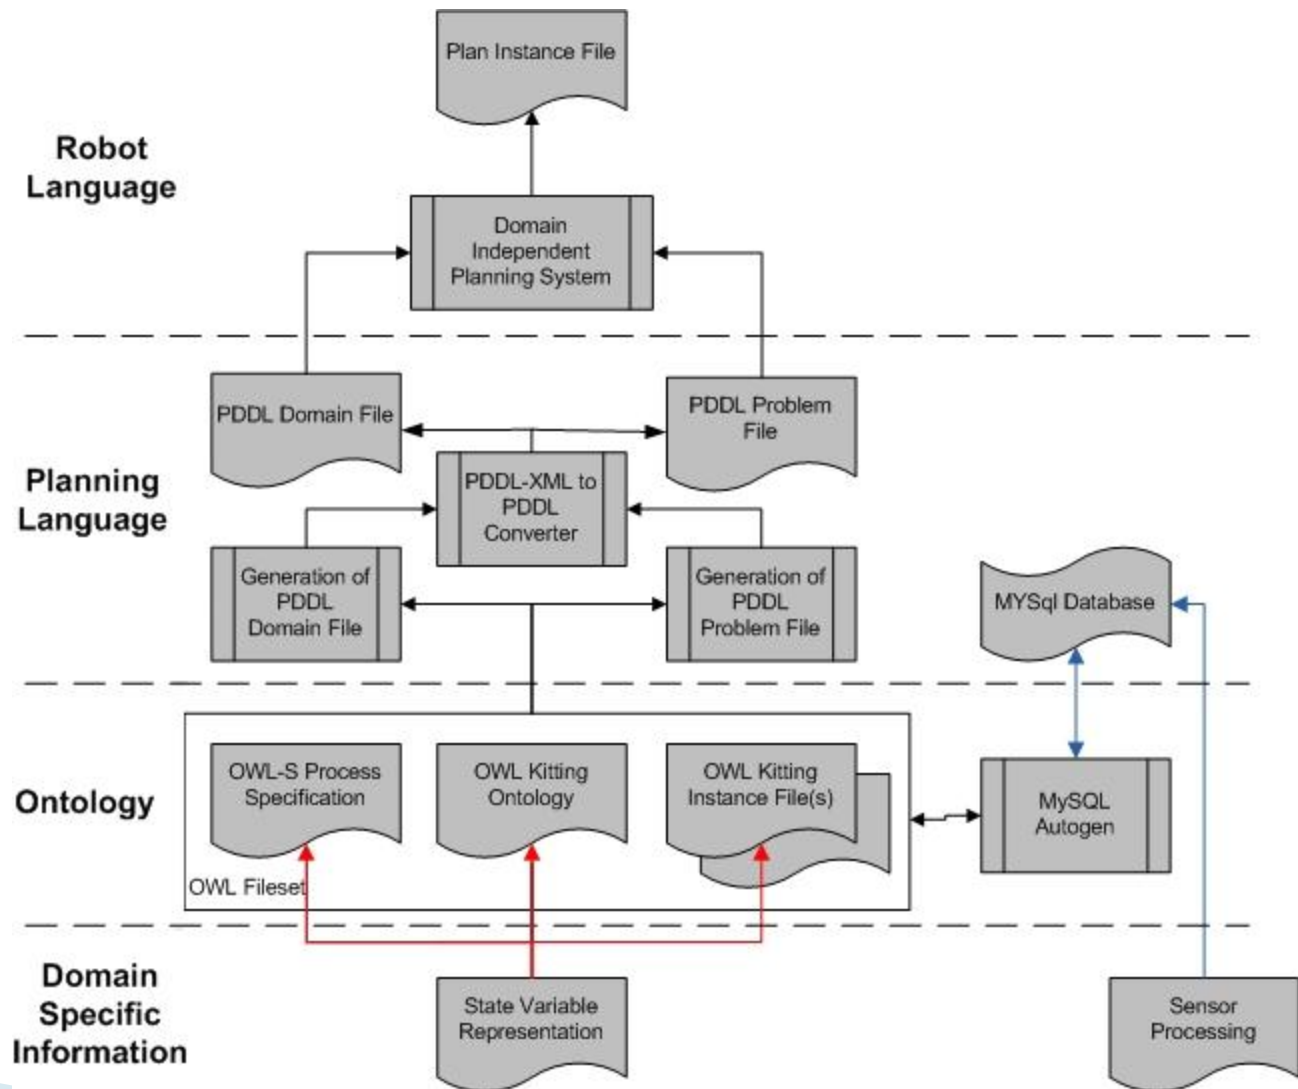 Plan Instance File
Robot
Language
Domain
Independent
Planning System
PDDL Domain File
PDDL Problem
File
Planning
Language
PDDL-XML to
PDDL
Converter
Generation of
PDDL
Domain File
Generation of
PDDL
Problem File
MYSql Database
Ontology
OWL-S Process
Specification
OWL Kitting
Ontology
OWL Kitting
Instance File(s)
MySQL
Autogen
OWL Fileset
Domain
Specific
Information
State Variable
Representation
Sensor
Processing